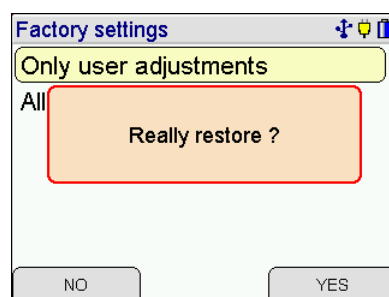 Factory settings
Only user adjustments
All
Really restore ?
NO
YES